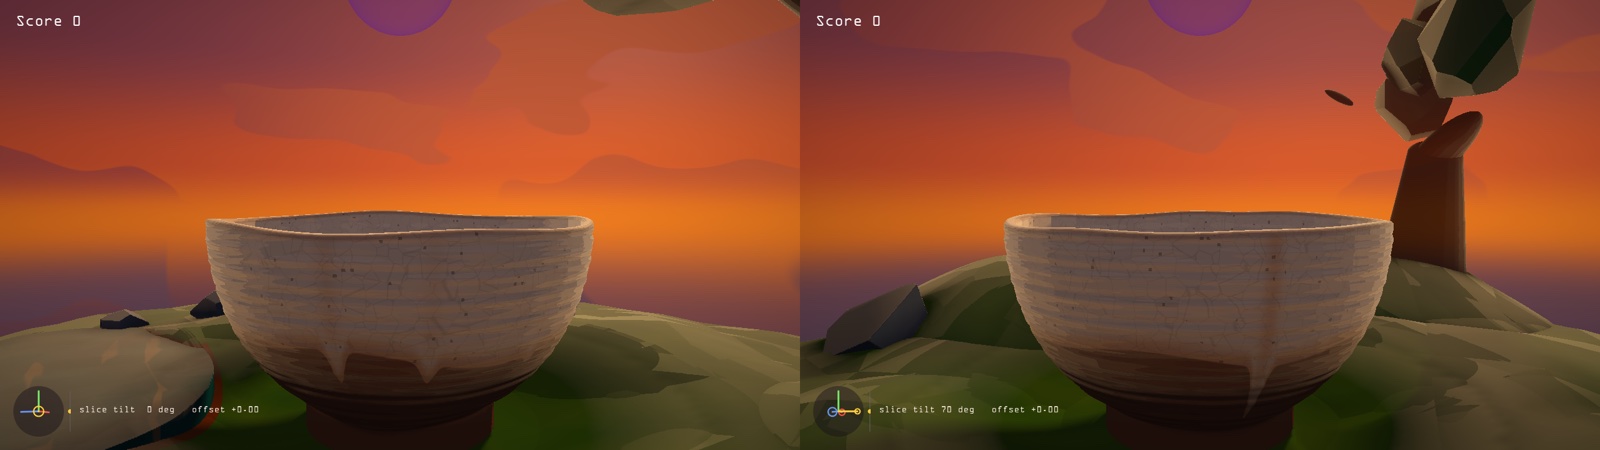 Score 0
slice tilt 0 deg offset +0.00
Score 0
slice tilt 70 deg offset +0.00